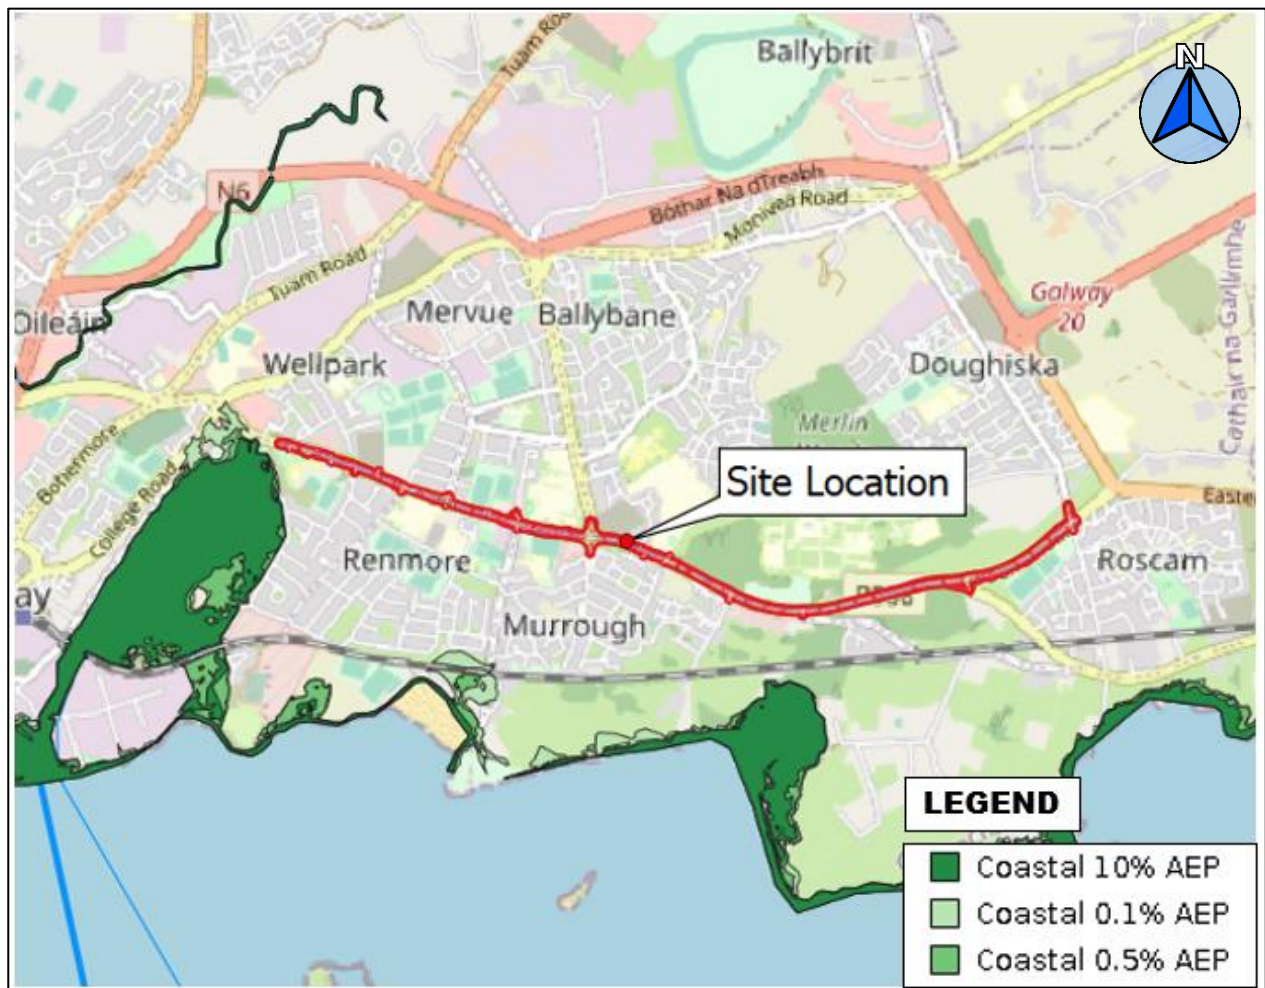 Tuam Road
Ballybrit
N
N6
Bóthar Na dTreabh
Monivea Road
Tuam Road
Cathair na Gaillimhe
Galway
20
Oileáin
Mervue
Ballybane
Wellpark
Doughiska
Merlin
Bohermore
College Road
Site Location
Easter
Renmore
Roscam
ay
Murrough
LEGEND
Coastal 10% AEP
Coastal 0.1% AEP
Coastal 0.5% AEP